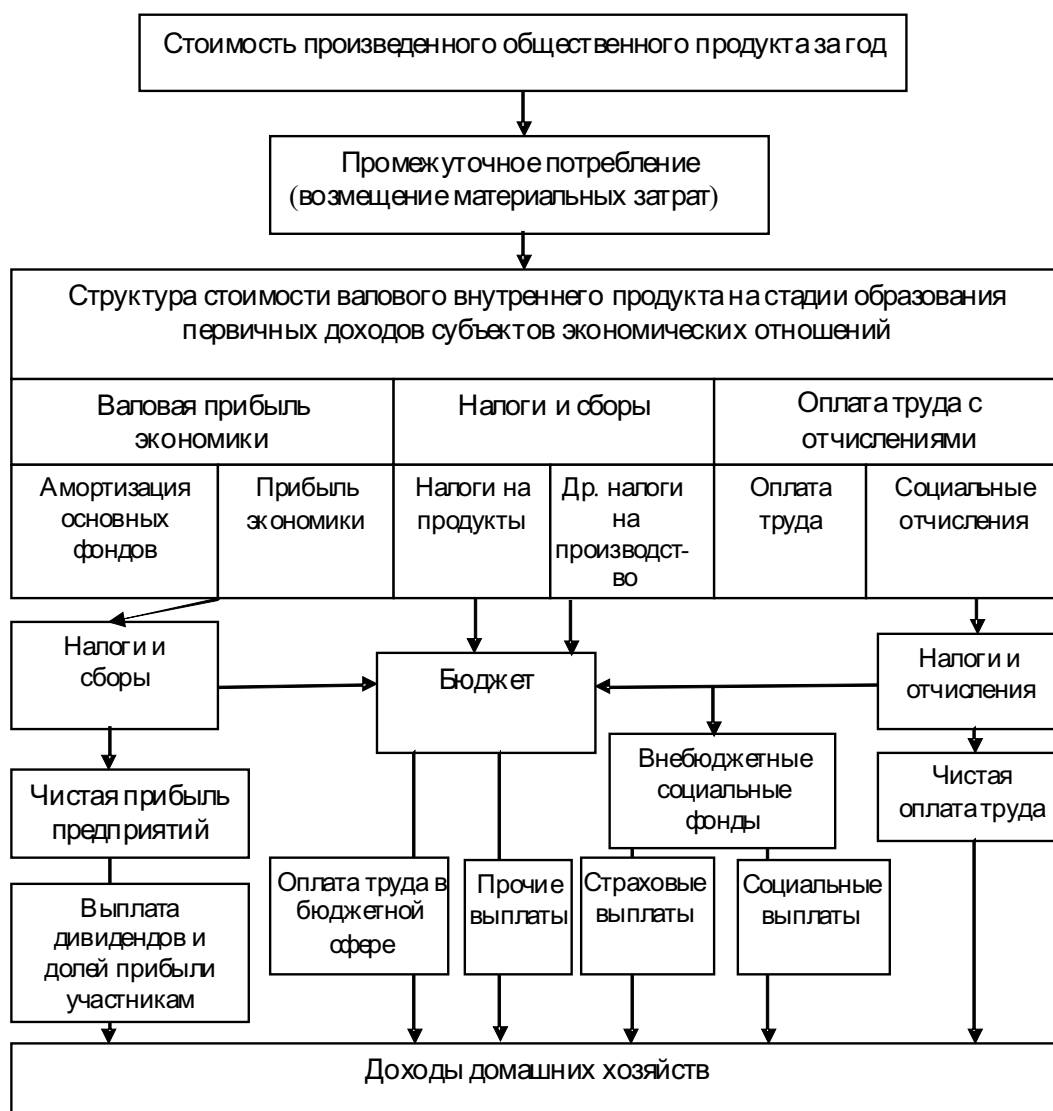 Стоимость произведенного общественного продукта за год
Промежуточное потребление
(возмещение материальных затрат)
Структура стоимости валового внутреннего продукта на стадии образования
первичных доходов субъектов экономических отношений
Валовая прибыль
экономики
Налоги и сборы
Оплата труда с
отчислениями
Амортизация
основных
фондов
Прибыль
экономики
Налоги на
продукты
Др. налоги
на
производст-
во
Оплата
труда
Социальные
отчисления
Налоги и
сборы
Бюджет
Налоги и
отчисления
Внебюджетные
социальные
фонды
Чистая
оплата труда
Чистая прибыль
предприятий
Оплата труда в
бюджетной
сфере
Прочие
выплаты
Страховые
выплаты
Социальные
выплаты
Выплата
дивидендов и
долей прибыли
участникам
Доходы домашних хозяйств